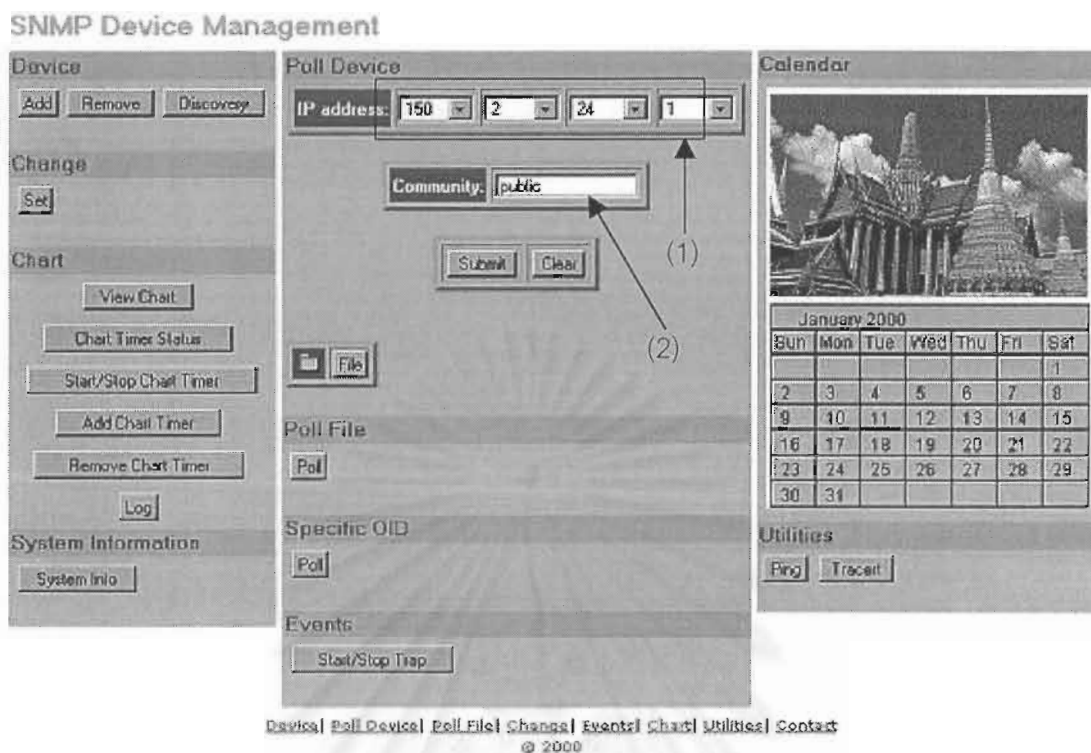 SNMP Device Management
Device
Add Remove Discovery
Change
Set
Chart
View Chart
Chart Timer Status
Start/Stop Chart Timer
Add Chart Timer
Remove Chart Timer
Log
System Information
System Info
Poll Device
IP address: 150 2 24 1
Community: public
(1)
Submit Clear
(2)
File
Poll File
Poll
Specific OID
Poll
Events
Start/Stop Trap
Calendar
January 2000
Sun Mon Tue Wed Thu Fri Sat
1
2 3 4 5 6 7 8
9 10 11 12 13 14 15
16 17 18 19 20 21 22
23 24 25 26 27 28 29
30 31
Utilities
Ping Tracert
Device| Poll Device| Poll File| Change| Events| Chart| Utilities| Contact
@ 2000